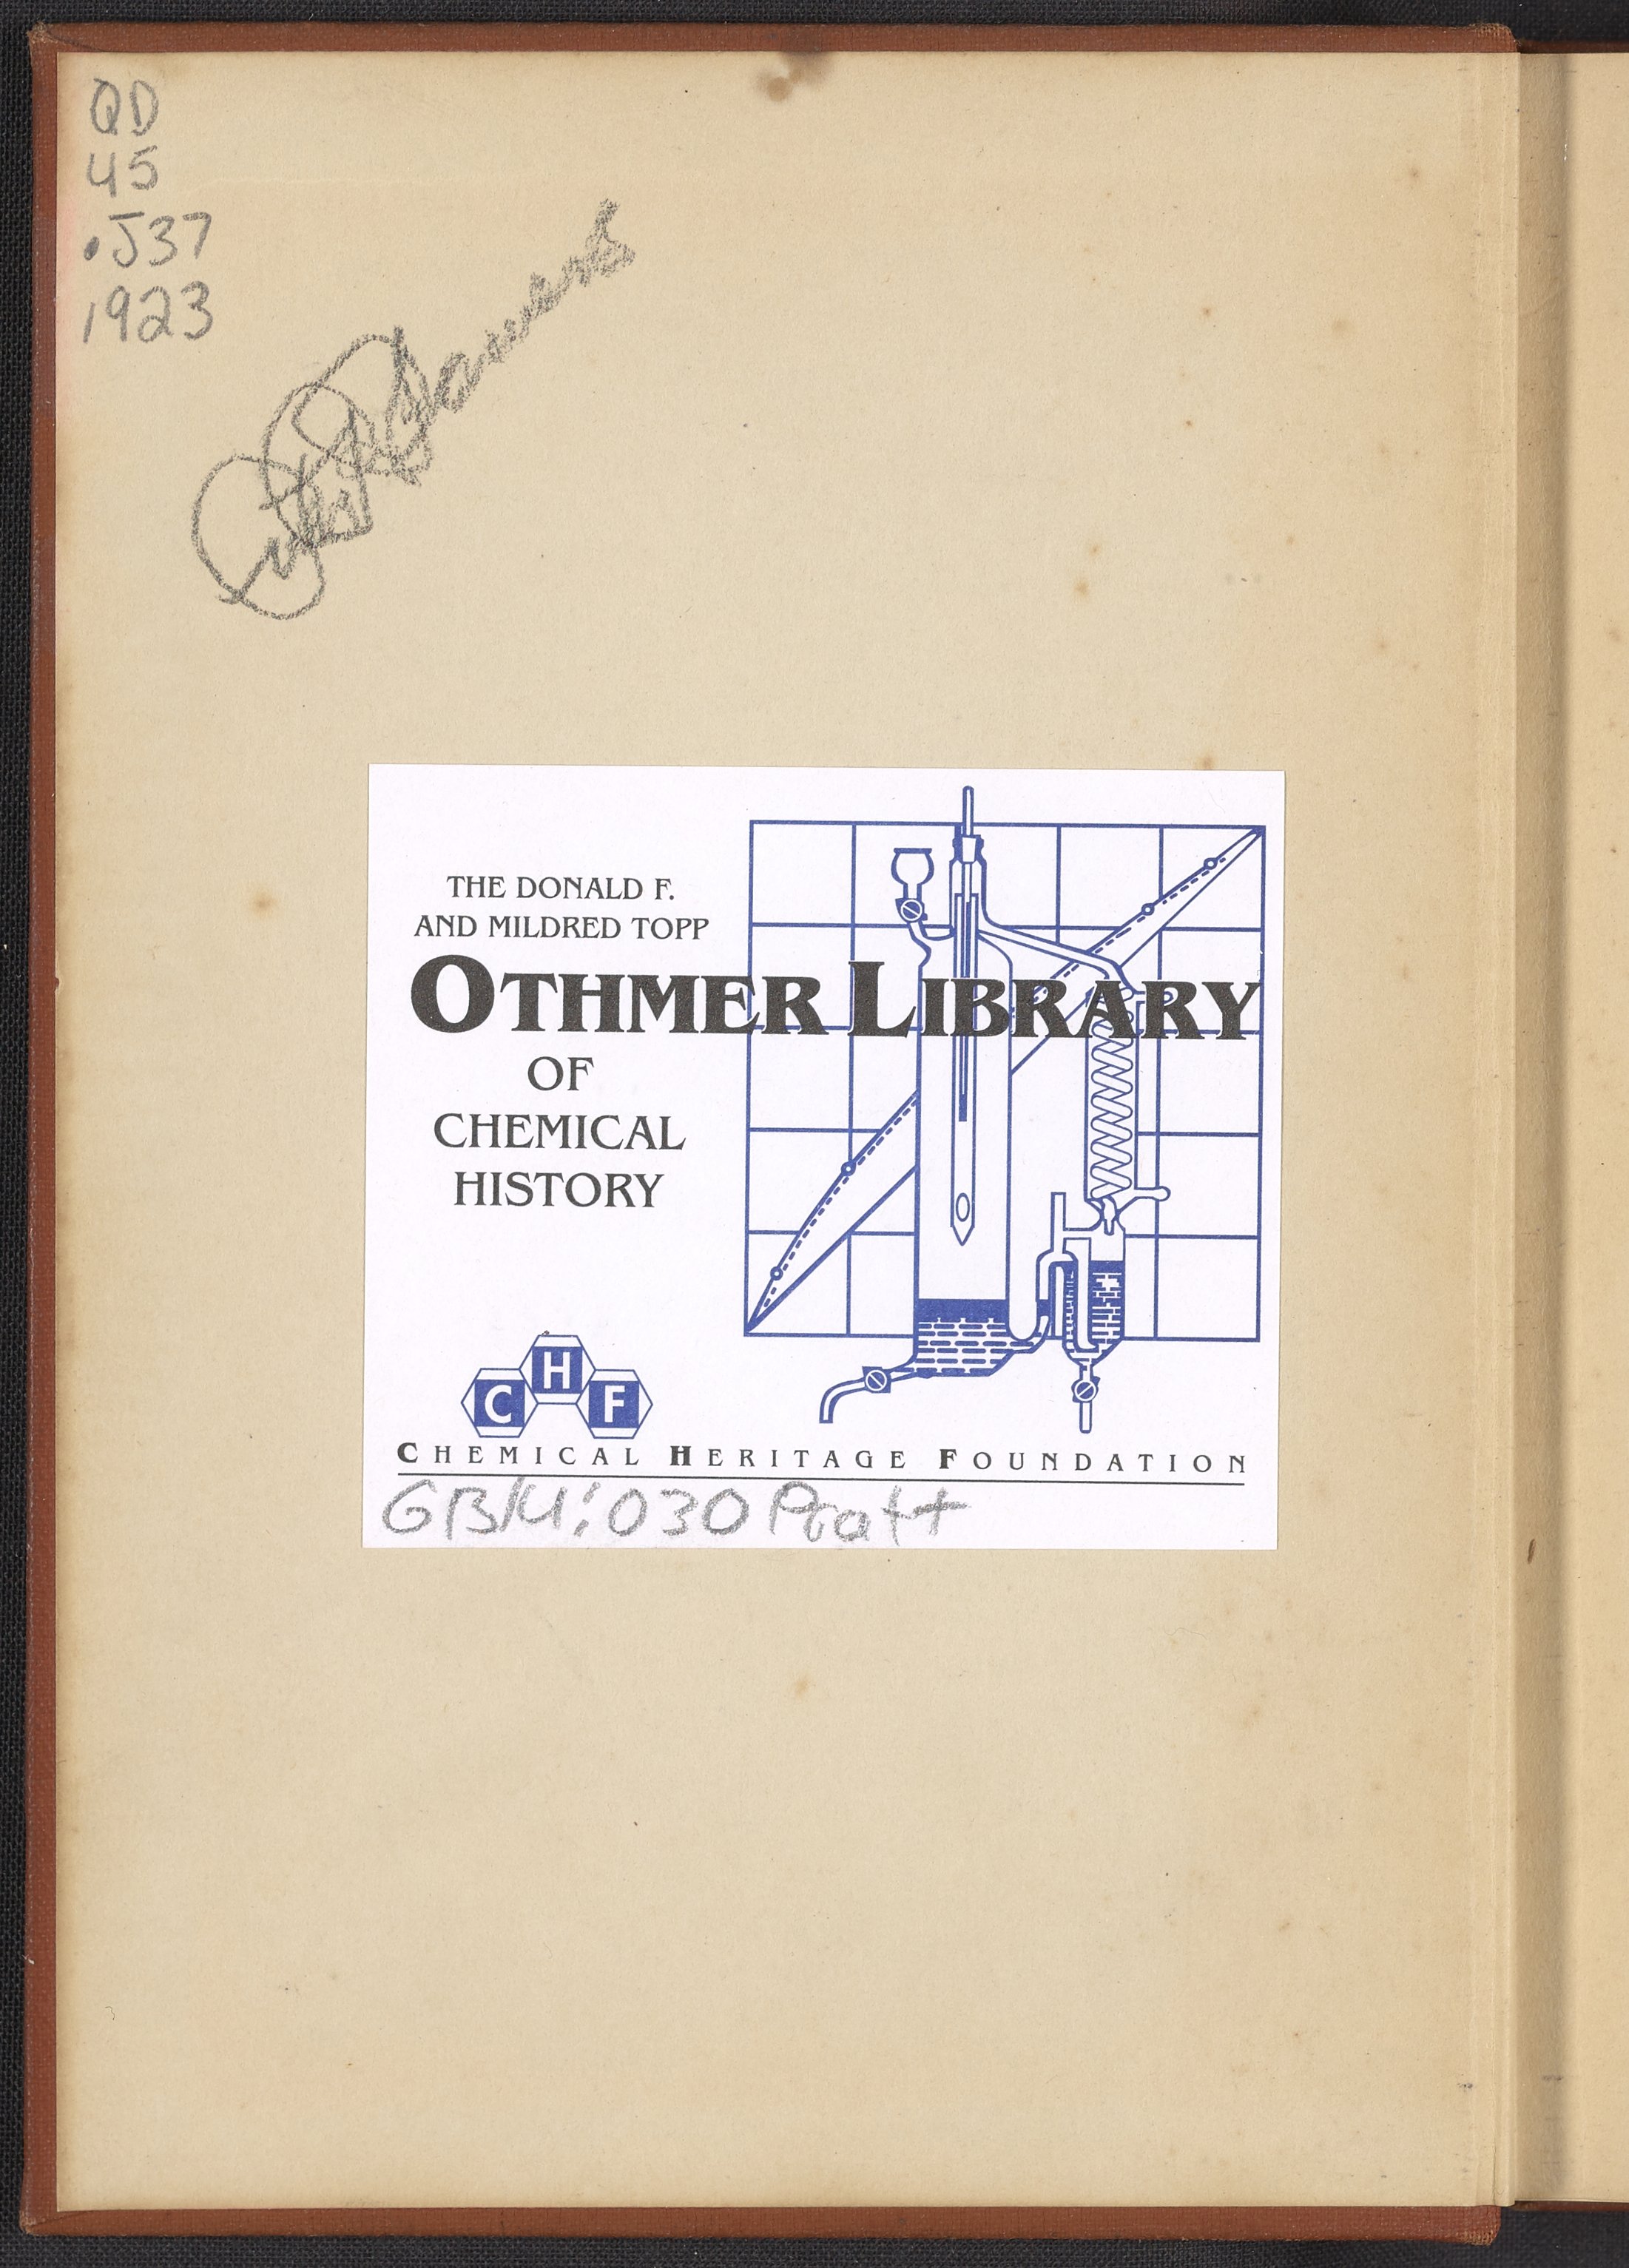 QD
45
.J37
1923
THE DONALD F.
AND MILDRED TOPP
OTHMER LIBRARY
OF
CHEMICAL
HISTORY
CHF
CHEMICAL HERITAGE FOUNDATION
GB14:030 Pratt